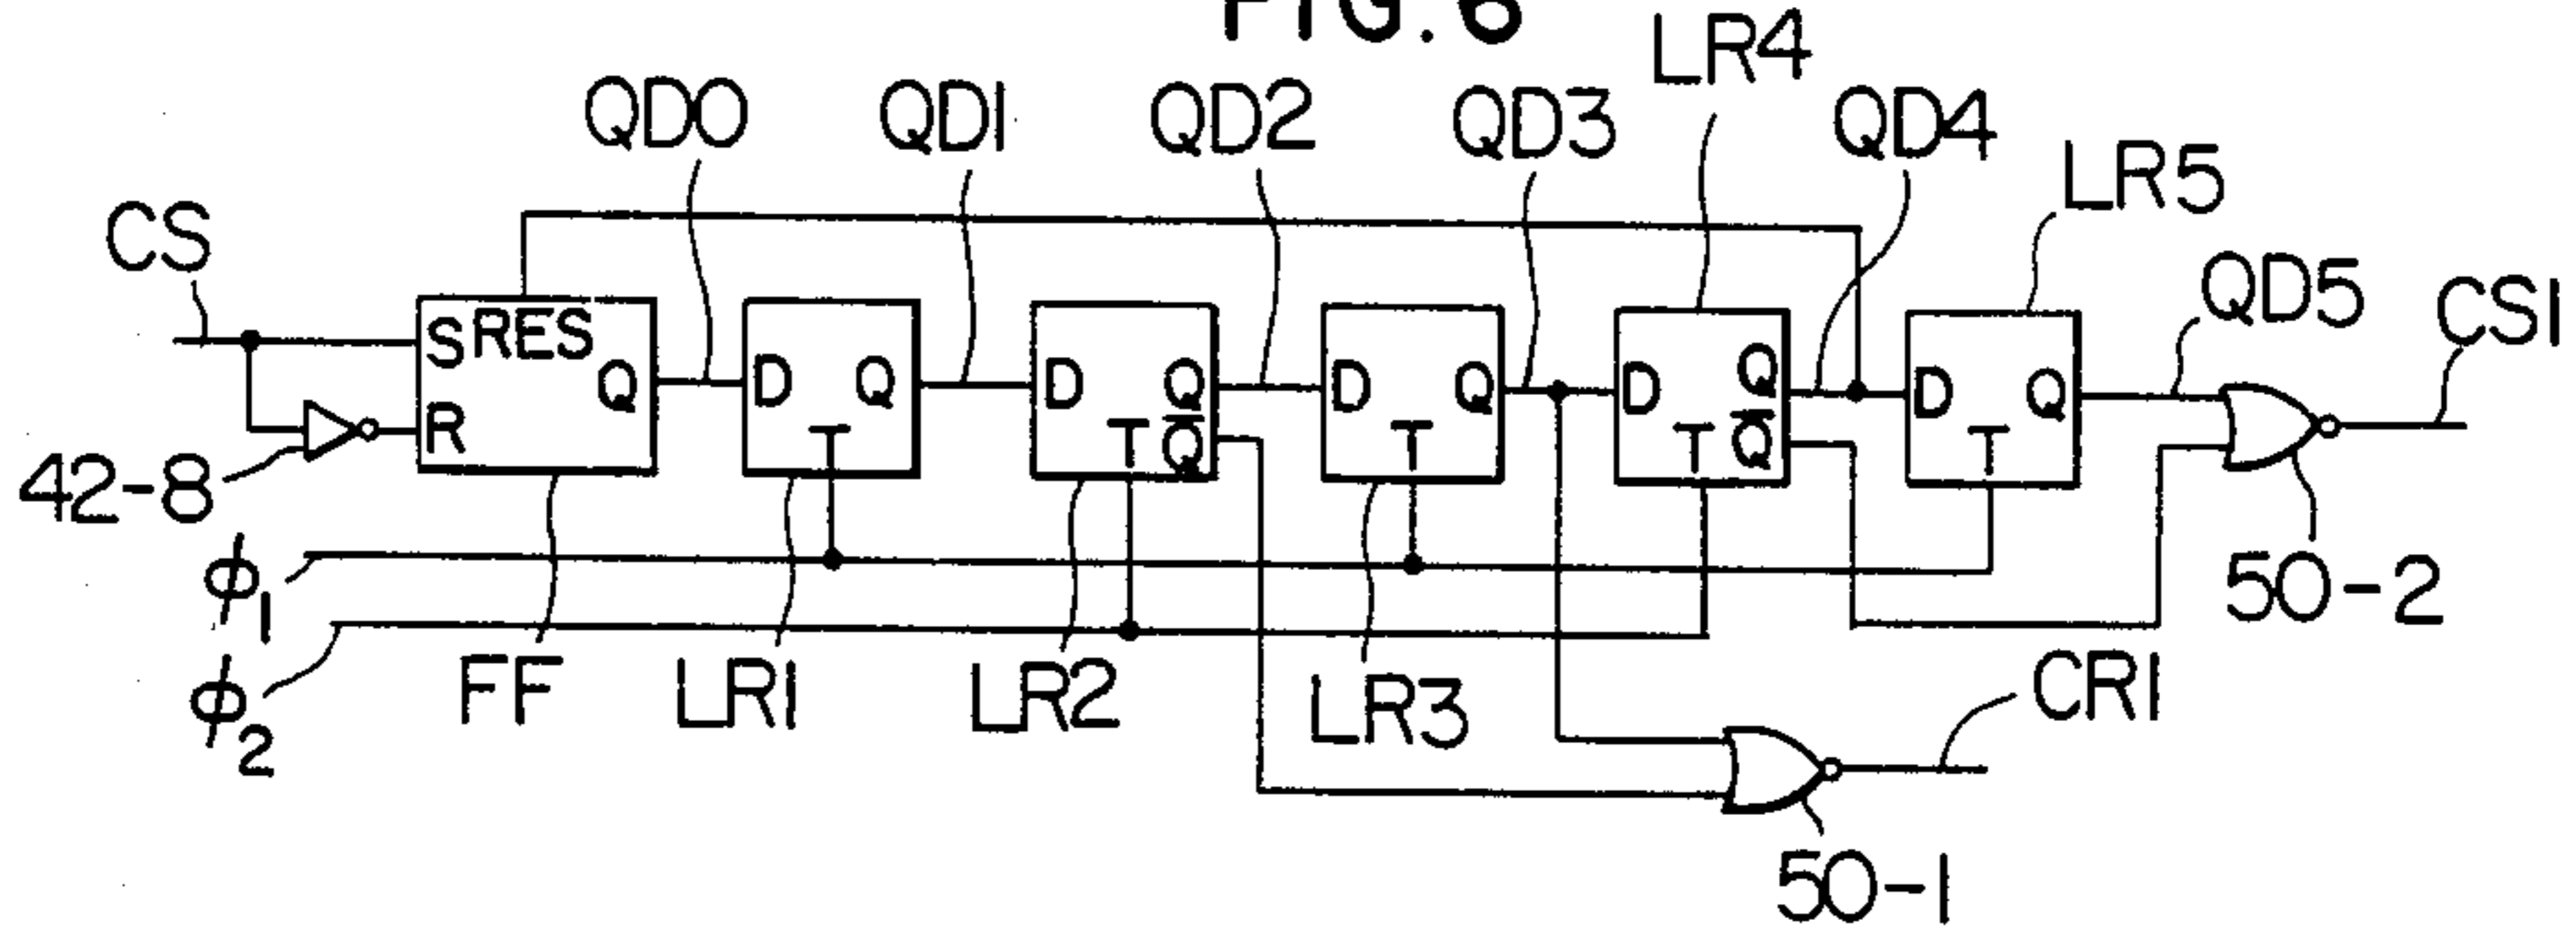 FIG. 6
LR4
QD0 QD1 QD2 QD3 QD4 LR5
CS QD5 CS1
S RES Q R
D Q T
D Q T Q
D Q T
D Q T Q
D Q T
42-8
ϕ1
ϕ2
FF LR1 LR2 LR3
50-2
CR1
50-1